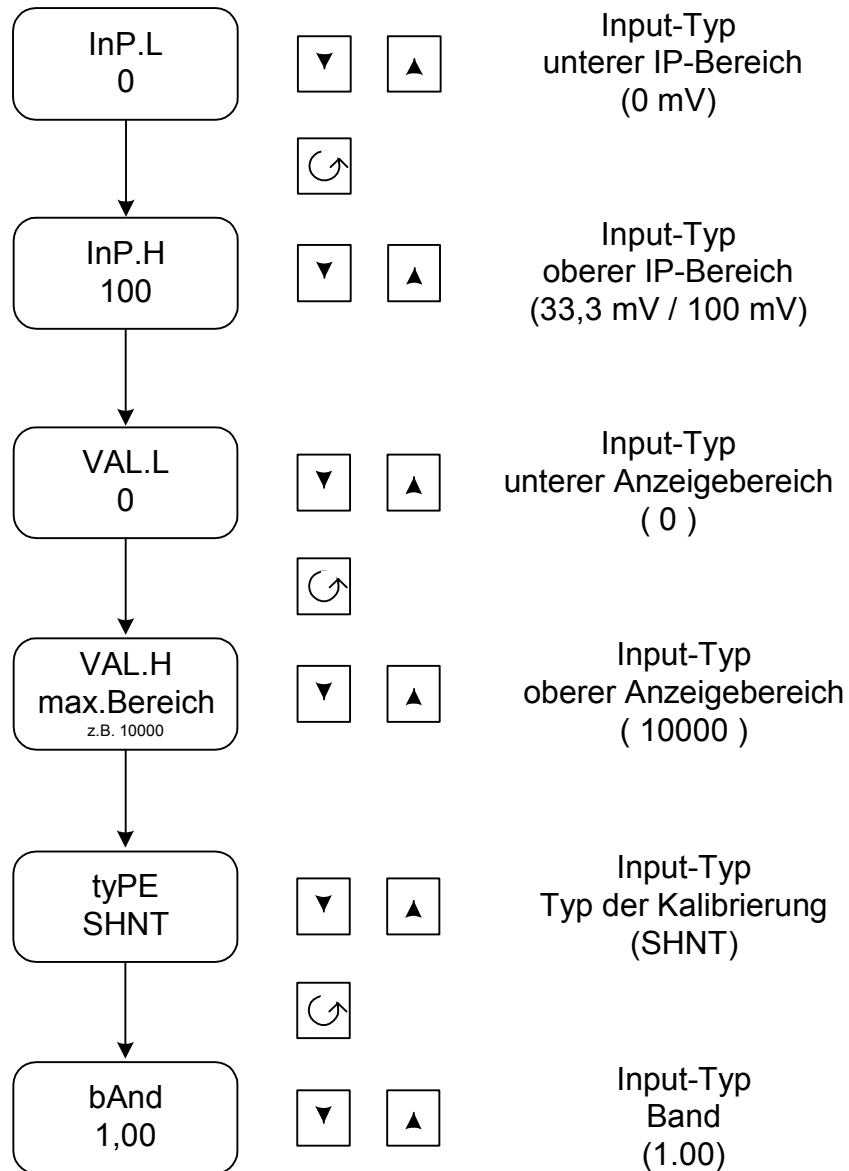 InP.L
0
Input-Typ
unterer IP-Bereich
(0 mV)
InP.H
100
Input-Typ
oberer IP-Bereich
(33,3 mV / 100 mV)
VAL.L
0
Input-Typ
unterer Anzeigebereich
( 0 )
VAL.H
max.Bereich
z.B. 10000
Input-Typ
oberer Anzeigebereich
( 10000 )
tyPE
SHNT
Input-Typ
Typ der Kalibrierung
(SHNT)
bAnd
1,00
Input-Typ
Band
(1.00)